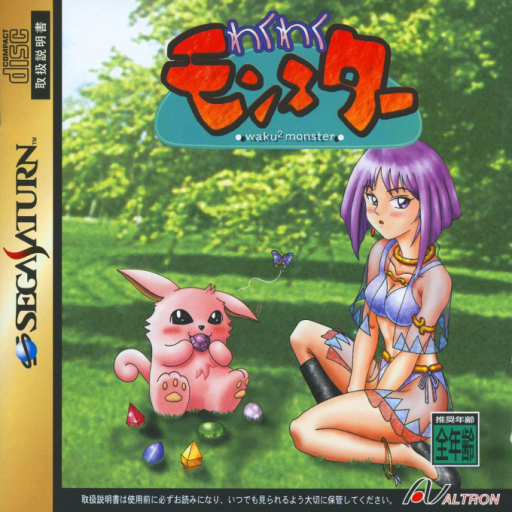 COMPACT
disc
取扱説明書
SEGA SATURN™
わくわく
モンスター
waku² monster
推奨年齢
全年齢
取扱説明書は使用前に必ずお読みになり、いつでも見られるよう大切に保管してください。
ALTRON